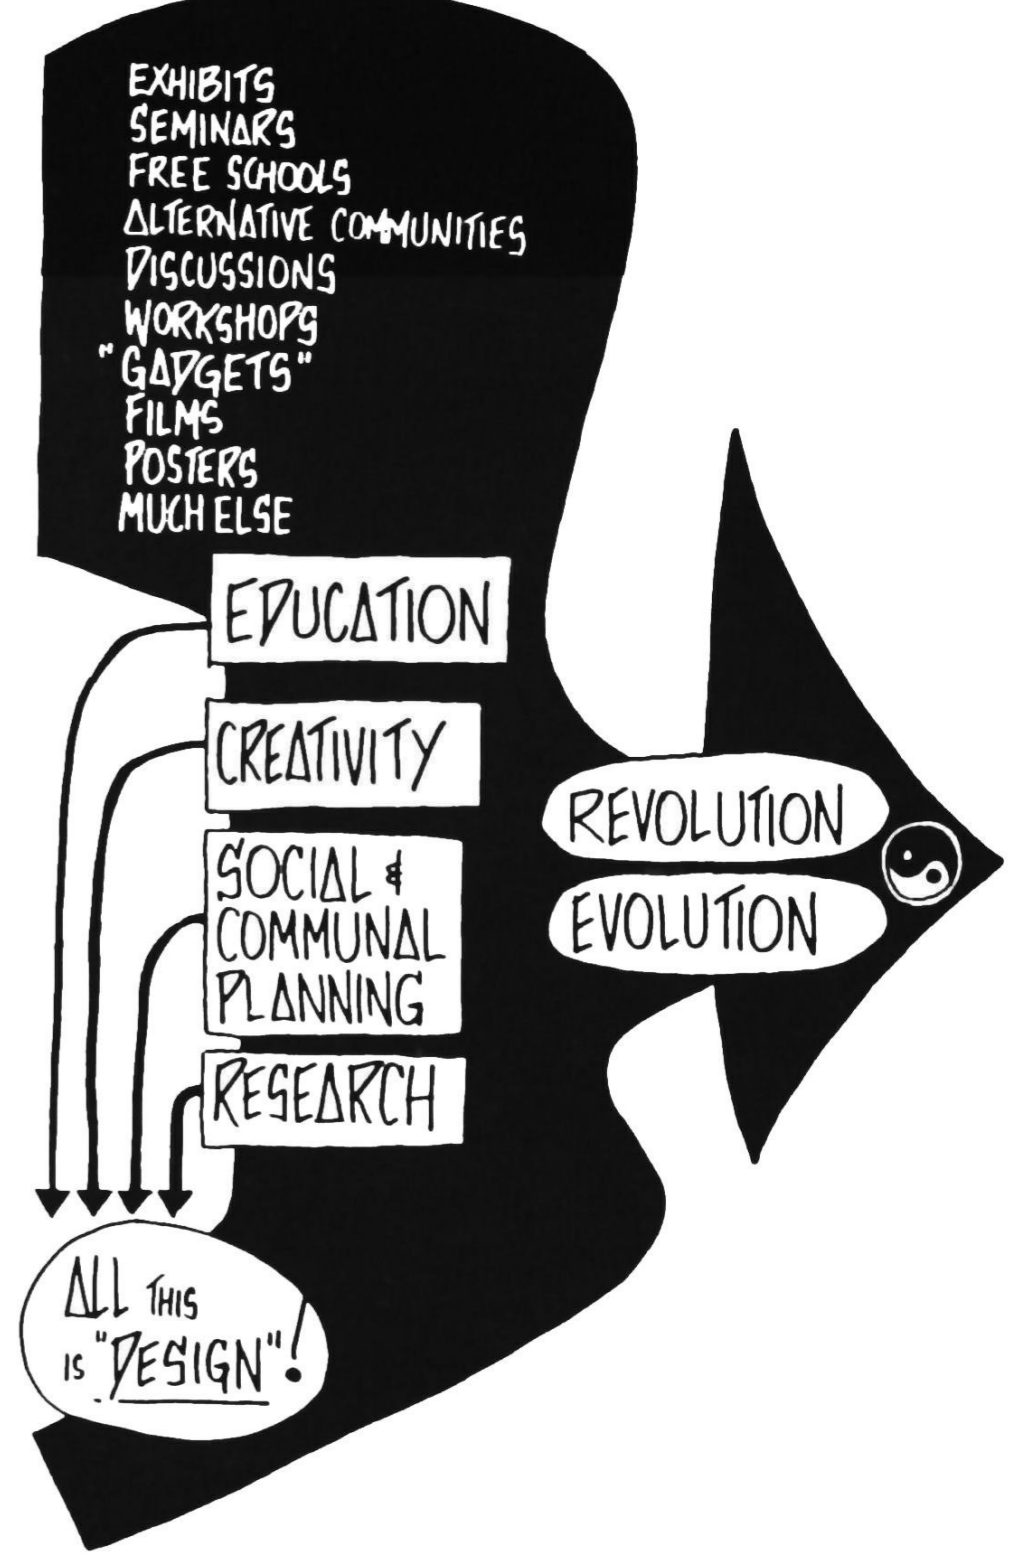 EXHIBITS
SEMINARS
FREE SCHOOLS
ALTERNATIVE COMMUNITIES
DISCUSSIONS
WORKSHOPS
"GADGETS"
FILMS
POSTERS
MUCH ELSE
EDUCATION
CREATIVITY
SOCIAL &
COMMUNAL
PLANNING
RESEARCH
REVOLUTION
EVOLUTION
ALL THIS
IS "DESIGN"!